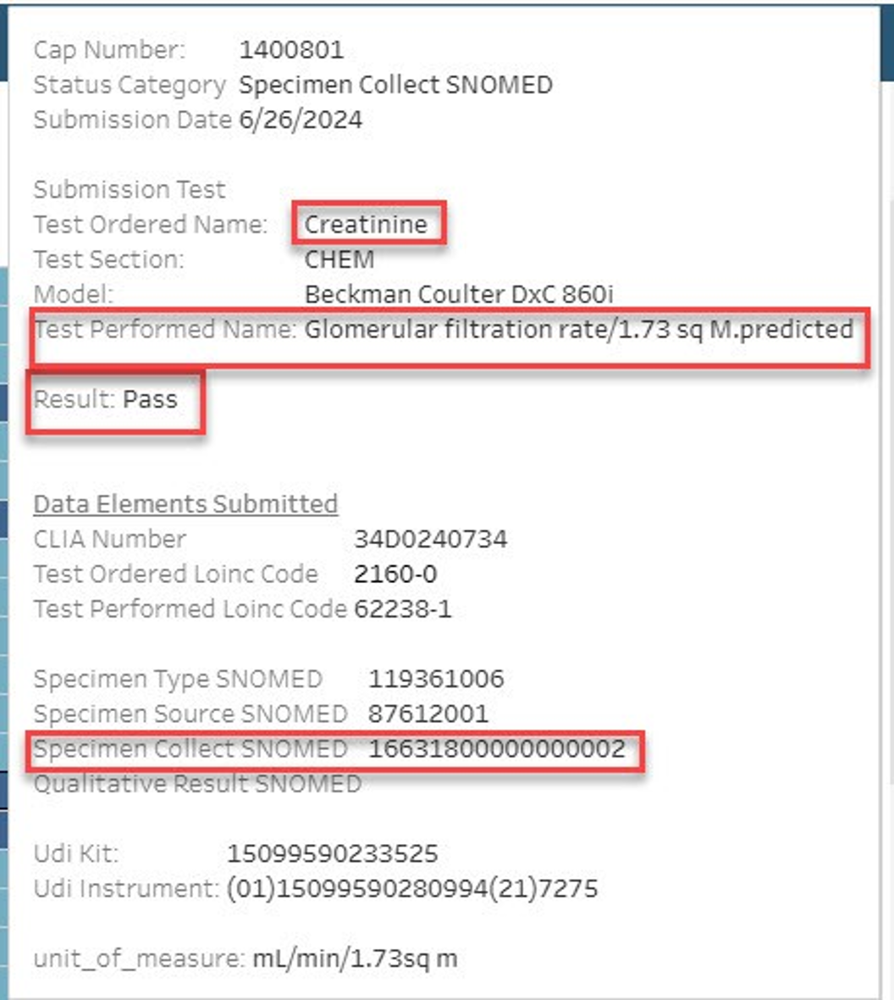 Cap Number: 1400801
Status Category Specimen Collect SNOMED
Submission Date 6/26/2024
Submission Test
Test Ordered Name: Creatinine
Test Section: CHEM
Model: Beckman Coulter DxC 860i
Test Performed Name: Glomerular filtration rate/1.73 sq M.predicted
Result: Pass
Data Elements Submitted
CLIA Number 34D0240734
Test Ordered Loinc Code 2160-0
Test Performed Loinc Code 62238-1
Specimen Type SNOMED 119361006
Specimen Source SNOMED 87612001
Specimen Collect SNOMED 16631800000000002
Qualitative Result SNOMED
Udi Kit: 15099590233525
Udi Instrument: (01)15099590280994(21)7275
unit_of_measure: mL/min/1.73sq m